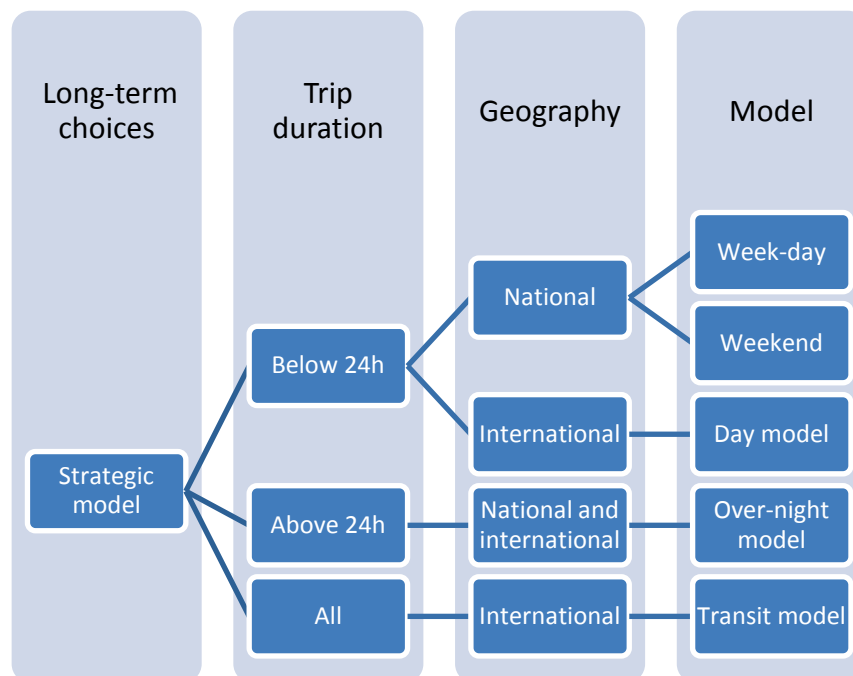 Long-term
choices
Trip
duration
Geography
Model
Week-day
National
Weekend
Below 24h
International
Day model
Strategic
model
Above 24h
National and
international
Over-night
model
All
International
Transit model